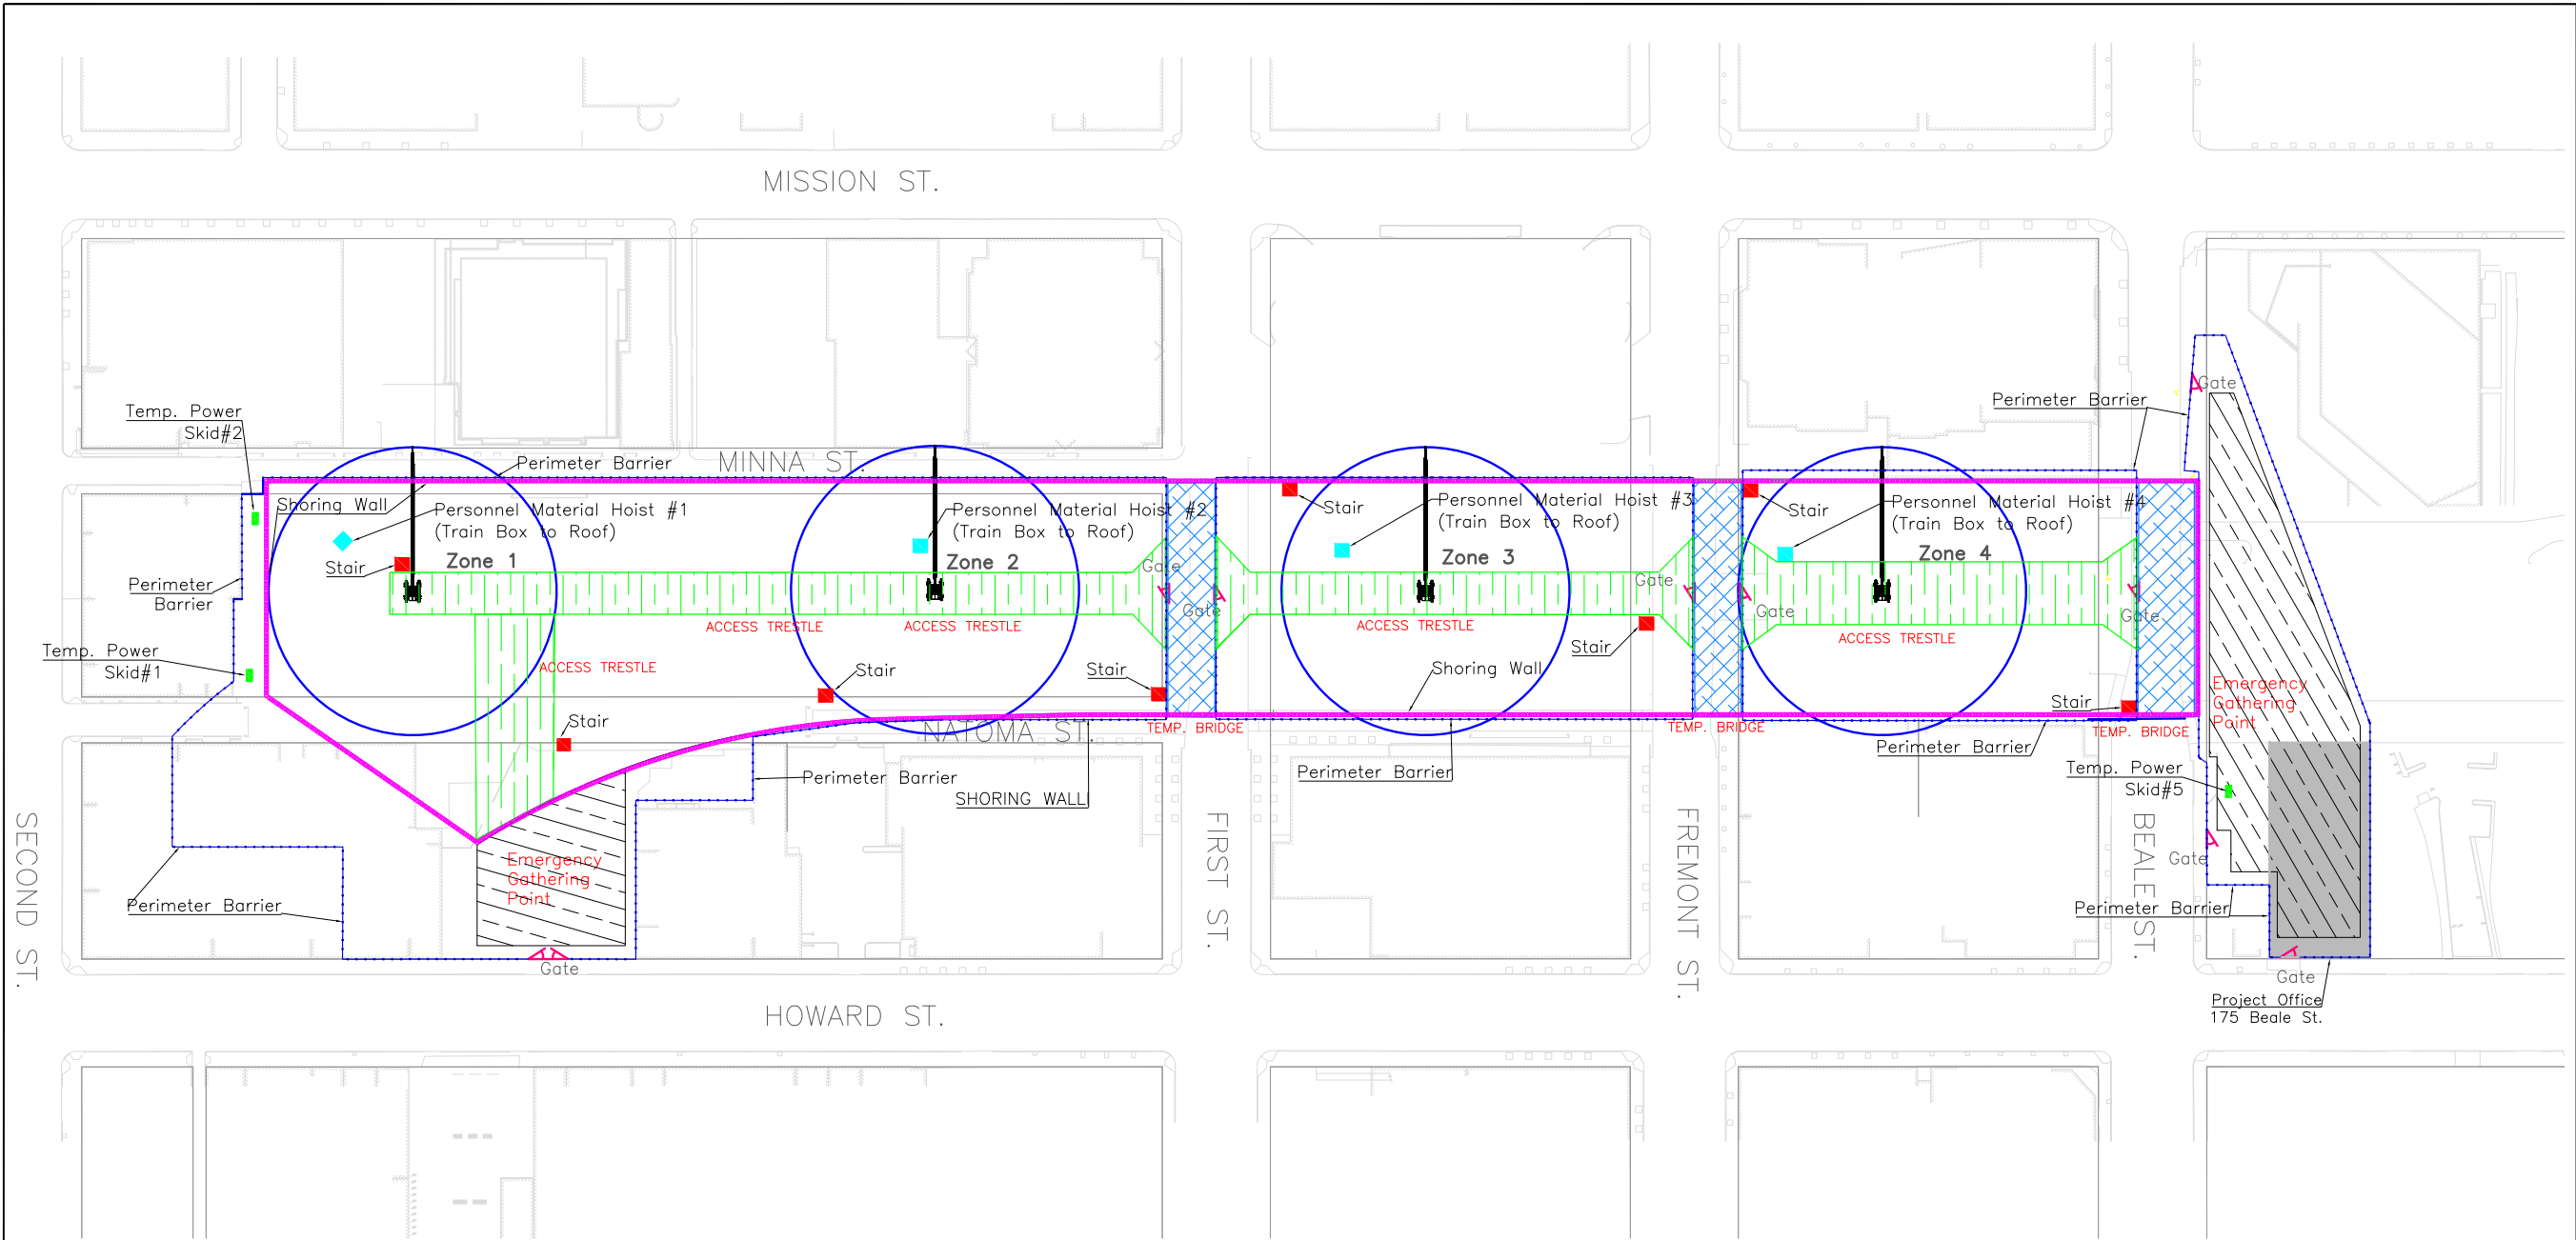 MISSION ST.
Gate
Perimeter Barrier
Temp. Power
Skid#2
MINNA ST.
Perimeter Barrier
Shoring Wall
Personnel Material Hoist #1
(Train Box to Roof)
Personnel Material Hoist #2
(Train Box to Roof)
Stair
Personnel Material Hoist #3
(Train Box to Roof)
Stair
Personnel Material Hoist #4
(Train Box to Roof)
Zone 1
Zone 2
Zone 3
Zone 4
Stair
Gate
Gate
Perimeter
Barrier
Gate
Gate
Gate
ACCESS TRESTLE
ACCESS TRESTLE
ACCESS TRESTLE
ACCESS TRESTLE
Stair
Temp. Power
Skid#1
ACCESS TRESTLE
Stair
Stair
Shoring Wall
Stair
Emergency
Gathering
Point
Stair
NATOMA ST.
TEMP. BRIDGE
TEMP. BRIDGE
TEMP. BRIDGE
Perimeter Barrier
Perimeter Barrier
Perimeter Barrier
Temp. Power
Skid#5
SHORING WALL
SECOND ST.
FIRST ST.
FREMONT ST.
BEALE ST.
Emergency
Gathering
Point
Gate
Perimeter Barrier
Perimeter Barrier
Gate
Gate
Project Office
175 Beale St.
HOWARD ST.